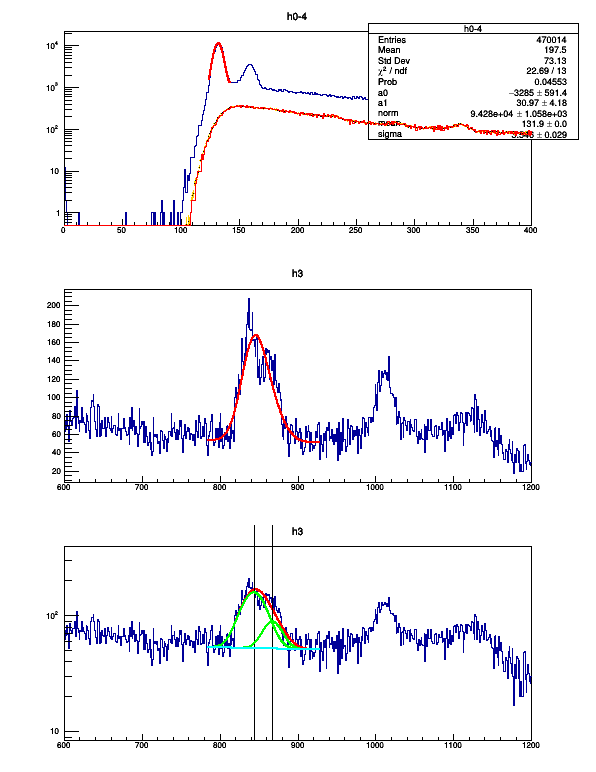 h0-4
h0-4
Entries 470014
Mean 197.5
Std Dev 73.13
χ² / ndf 22.69 / 13
Prob 0.04553
a0 −3285 ± 591.4
a1 30.97 ± 4.18
norm 9.428e+04 ± 1.058e+03
mean 131.9 ± 0.0
sigma ± 0.029
10⁴
10³
10²
10
1
0 50 100 150 200 250 300 350 400
h3
200
180
160
140
120
100
80
60
40
20
600 700 800 900 1000 1100 1200
h3
10²
10
600 700 800 900 1000 1100 1200